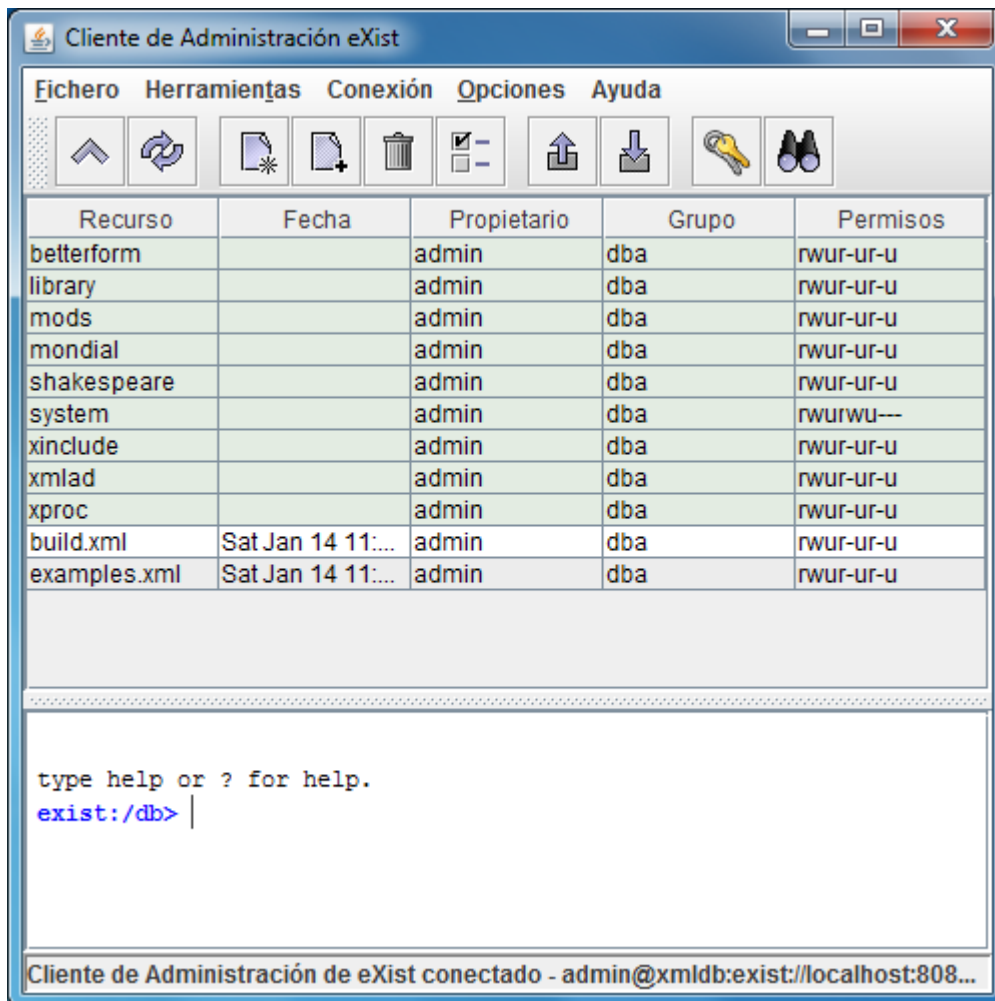 Cliente de Administración eXist
Fichero Herramientas Conexión Opciones Ayuda
Recurso Fecha Propietario Grupo Permisos
betterform admin dba rwur-ur-u
library admin dba rwur-ur-u
mods admin dba rwur-ur-u
mondial admin dba rwur-ur-u
shakespeare admin dba rwur-ur-u
system admin dba rwurwu---
xinclude admin dba rwur-ur-u
xmlad admin dba rwur-ur-u
xproc admin dba rwur-ur-u
build.xml Sat Jan 14 11:... admin dba rwur-ur-u
examples.xml Sat Jan 14 11:... admin dba rwur-ur-u
type help or ? for help.
exist:/db>
Cliente de Administración de eXist conectado - admin@xmldb:exist://localhost:808...